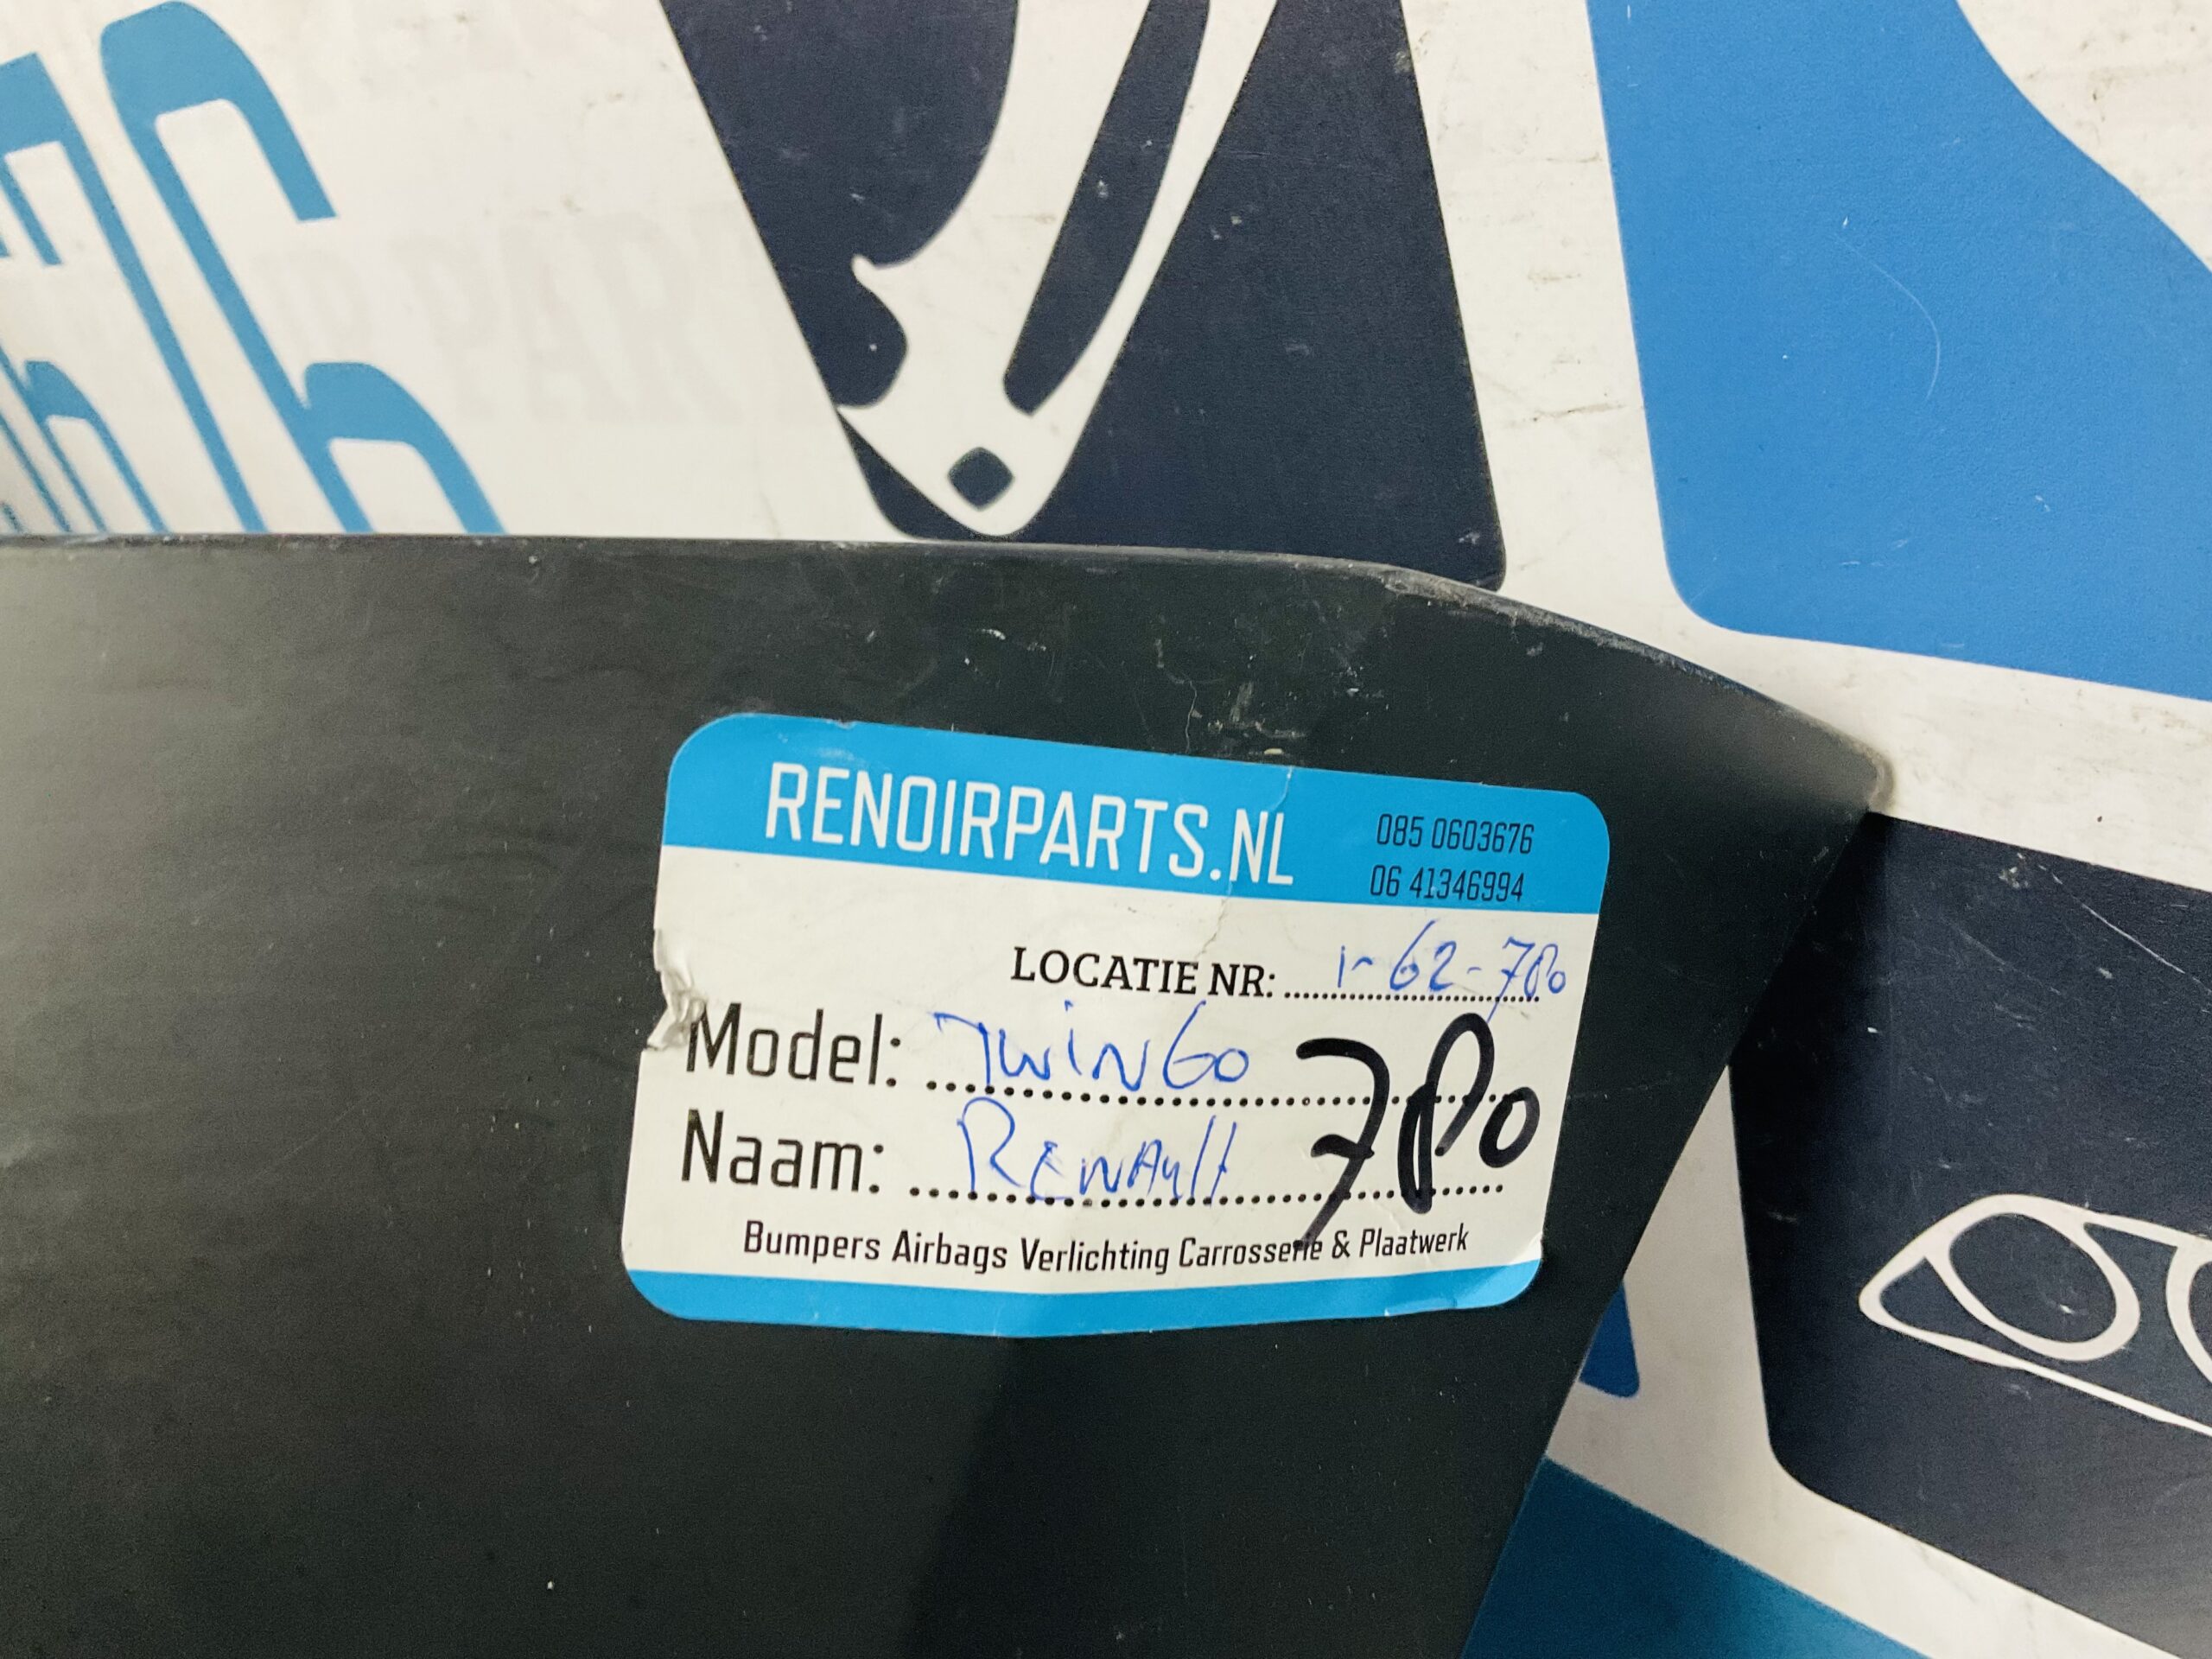 RENOIRPARTS.NL
085 0603676
06 41346994
LOCATIE NR: 1-62-780
Model: TwinGo
Naam: RENAult
780
Bumpers Airbags Verlichting Carrosserie & Plaatwerk